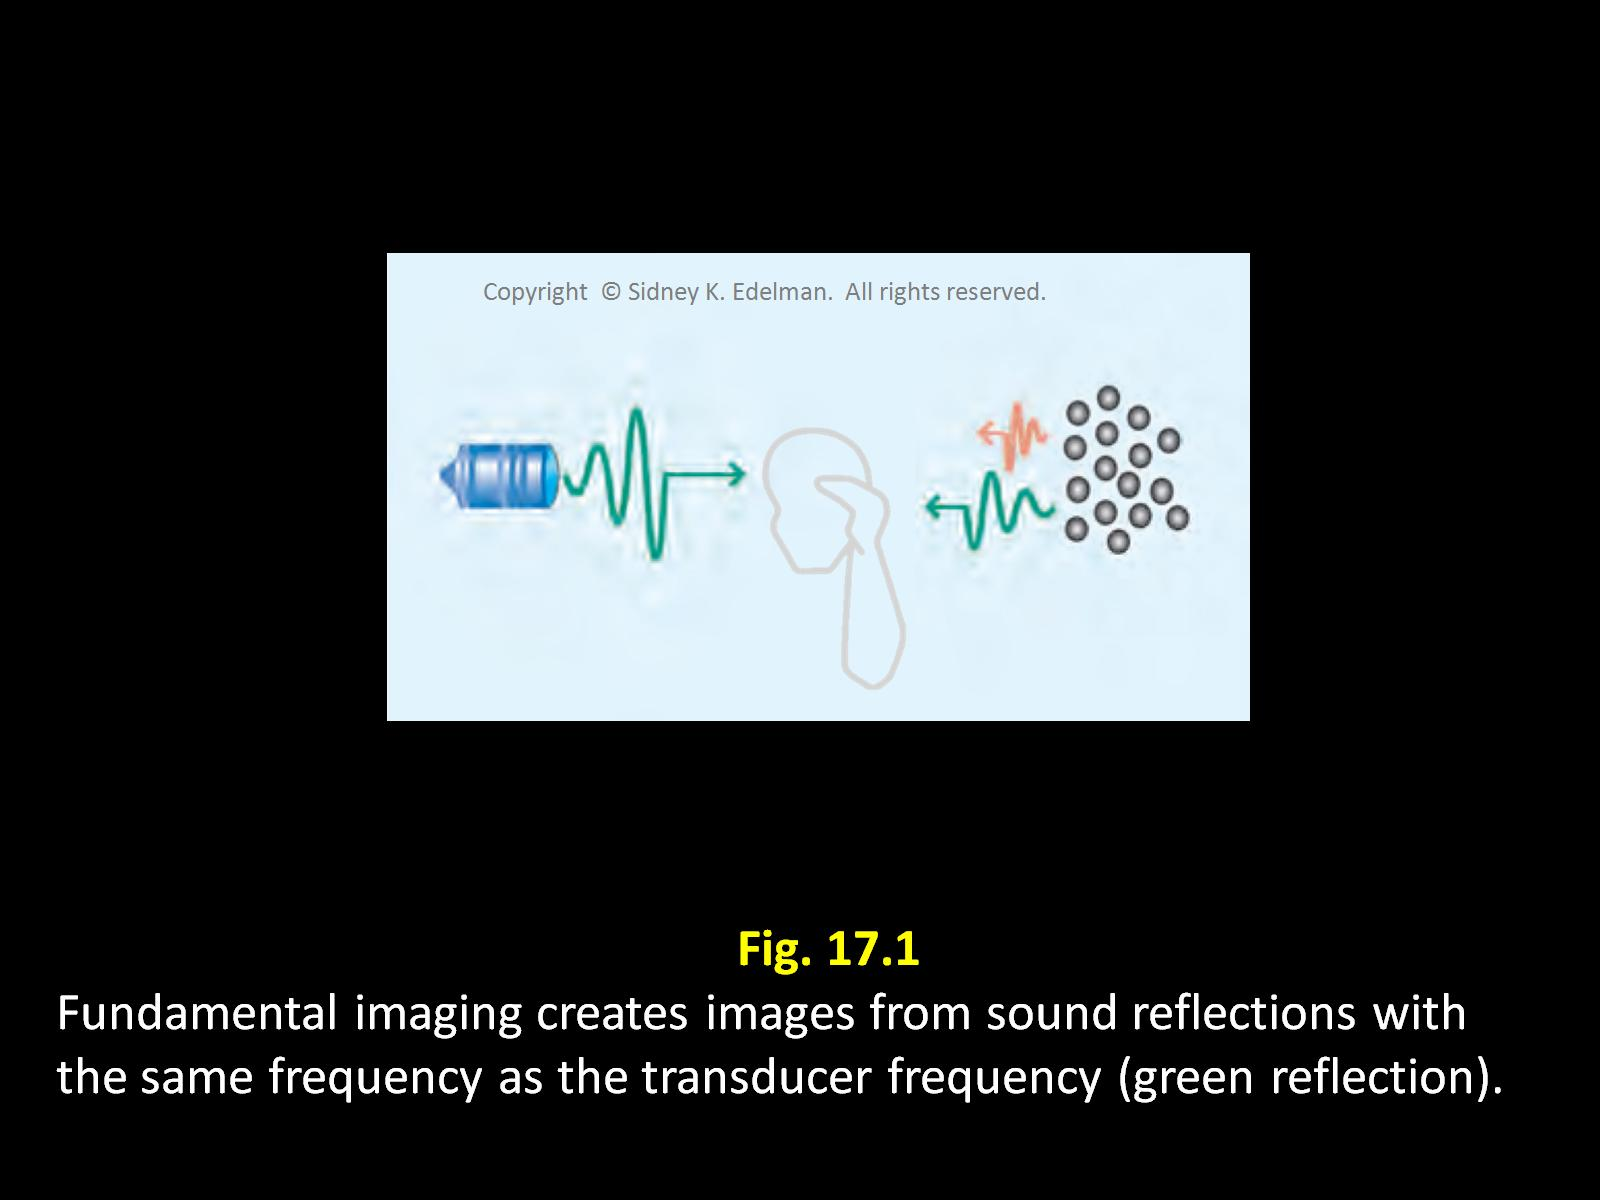 Copyright © Sidney K. Edelman. All rights reserved.
Fig. 17.1
Fundamental imaging creates images from sound reflections with
the same frequency as the transducer frequency (green reflection).